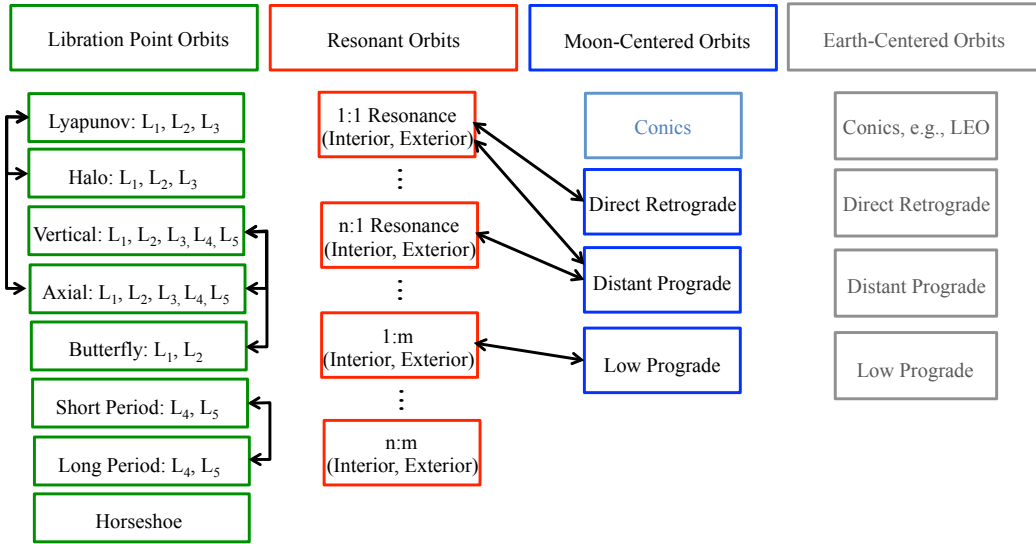 Libration Point Orbits
Resonant Orbits
Moon-Centered Orbits
Earth-Centered Orbits
Lyapunov: L₁, L₂, L₃
Halo: L₁, L₂, L₃
Vertical: L₁, L₂, L₃, L₄, L₅
Axial: L₁, L₂, L₃, L₄, L₅
Butterfly: L₁, L₂
Short Period: L₄, L₅
Long Period: L₄, L₅
Horseshoe
1:1 Resonance
(Interior, Exterior)
⋮
n:1 Resonance
(Interior, Exterior)
⋮
1:m
(Interior, Exterior)
⋮
n:m
(Interior, Exterior)
Conics
Direct Retrograde
Distant Prograde
Low Prograde
Conics, e.g., LEO
Direct Retrograde
Distant Prograde
Low Prograde